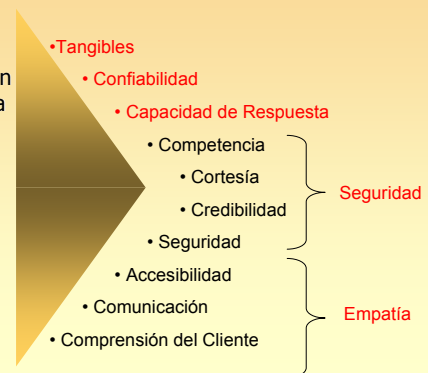 •Tangibles
n
• Confiabilidad
a
• Capacidad de Respuesta
• Competencia
• Cortesía
Seguridad
• Credibilidad
• Seguridad
• Accesibilidad
• Comunicación
Empatía
• Comprensión del Cliente